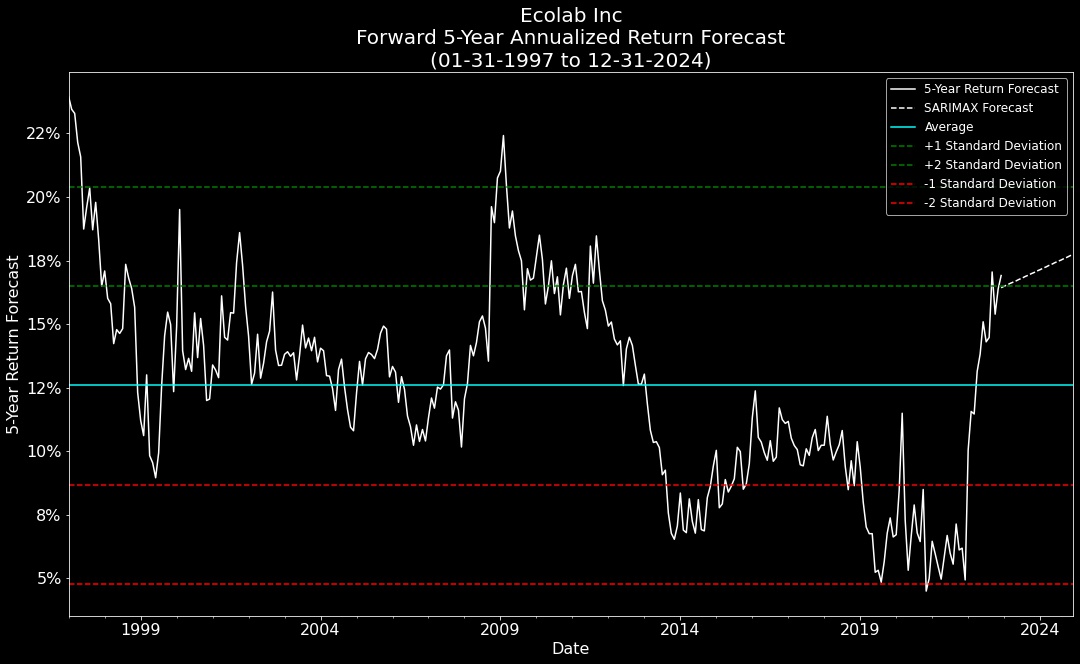 Ecolab Inc
Forward 5-Year Annualized Return Forecast
(01-31-1997 to 12-31-2024)
5-Year Return Forecast
SARIMAX Forecast
Average
+1 Standard Deviation
+2 Standard Deviation
-1 Standard Deviation
-2 Standard Deviation
5-Year Return Forecast
22%
20%
18%
15%
12%
10%
8%
5%
1999
2004
2009
2014
2019
2024
Date